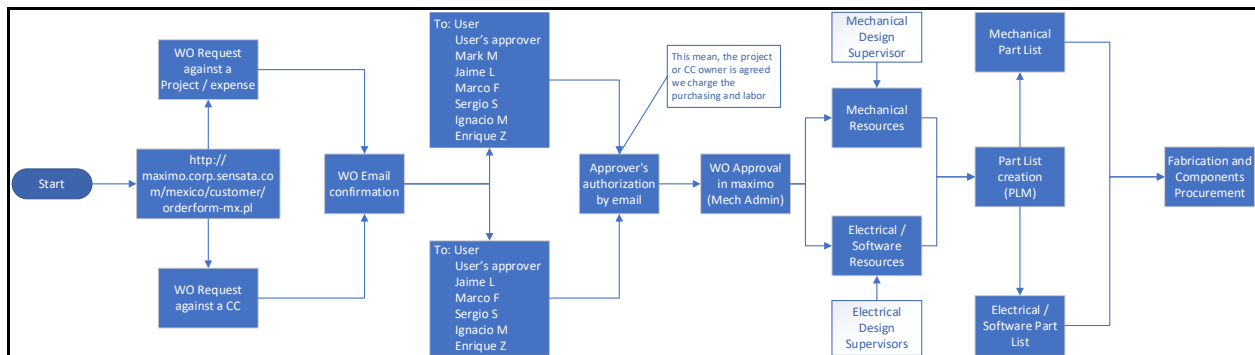 Start
http://
maximo.corp.sensata.co
m/mexico/customer/
orderform-mx.pl
WO Request
against a
Project / expense
WO Request
against a CC
WO Email
confirmation
To: User
User's approver
Mark M
Jaime L
Marco F
Sergio S
Ignacio M
Enrique Z
To: User
User's approver
Jaime L
Marco F
Sergio S
Ignacio M
Enrique Z
This mean, the project
or CC owner is agreed
we charge the
purchasing and labor
Approver's
authorization
by email
WO Approval
in maximo
(Mech Admin)
Mechanical
Design
Supervisor
Mechanical
Resources
Electrical /
Software
Resources
Electrical
Design
Supervisors
Mechanical
Part List
Part List
creation
(PLM)
Electrical /
Software Part
List
Fabrication and
Components
Procurement